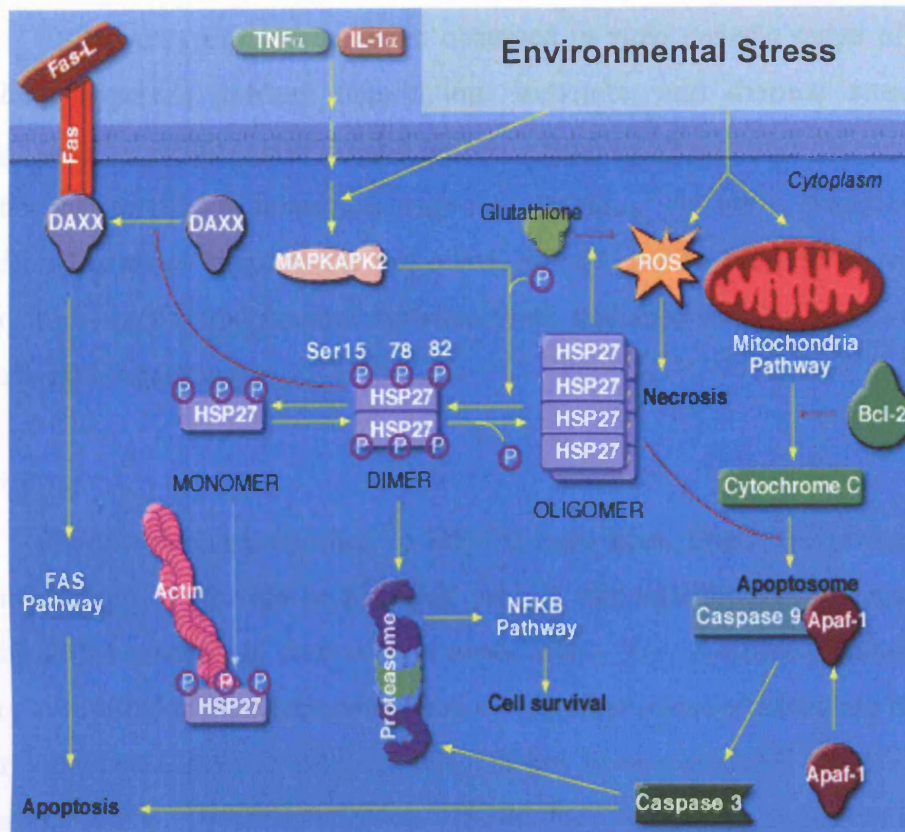 TNFα IL-1α
Environmental Stress
Fas-L
Fas
Cytoplasm
DAXX DAXX
Glutathione
ROS
MAPKAPK2
P
Mitochondria
Pathway
Ser15 78 82
P P P
HSP27
P P P
HSP27
HSP27
P P P
P
HSP27
HSP27
HSP27
HSP27
Necrosis
Bcl-2
MONOMER
DIMER
OLIGOMER
Cytochrome C
FAS
Pathway
Actin
P P P
HSP27
Proteasome
NFKB
Pathway
Cell survival
Apoptosome
Caspase 9
Apaf-1
Apaf-1
Caspase 3
Apoptosis